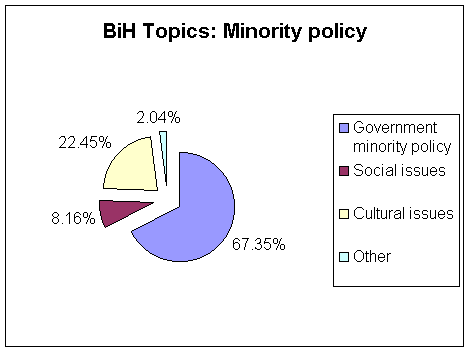 BiH Topics: Minority policy
2.04%
22.45%
8.16%
67.35%
Government
minority policy
Social issues
Cultural issues
Other